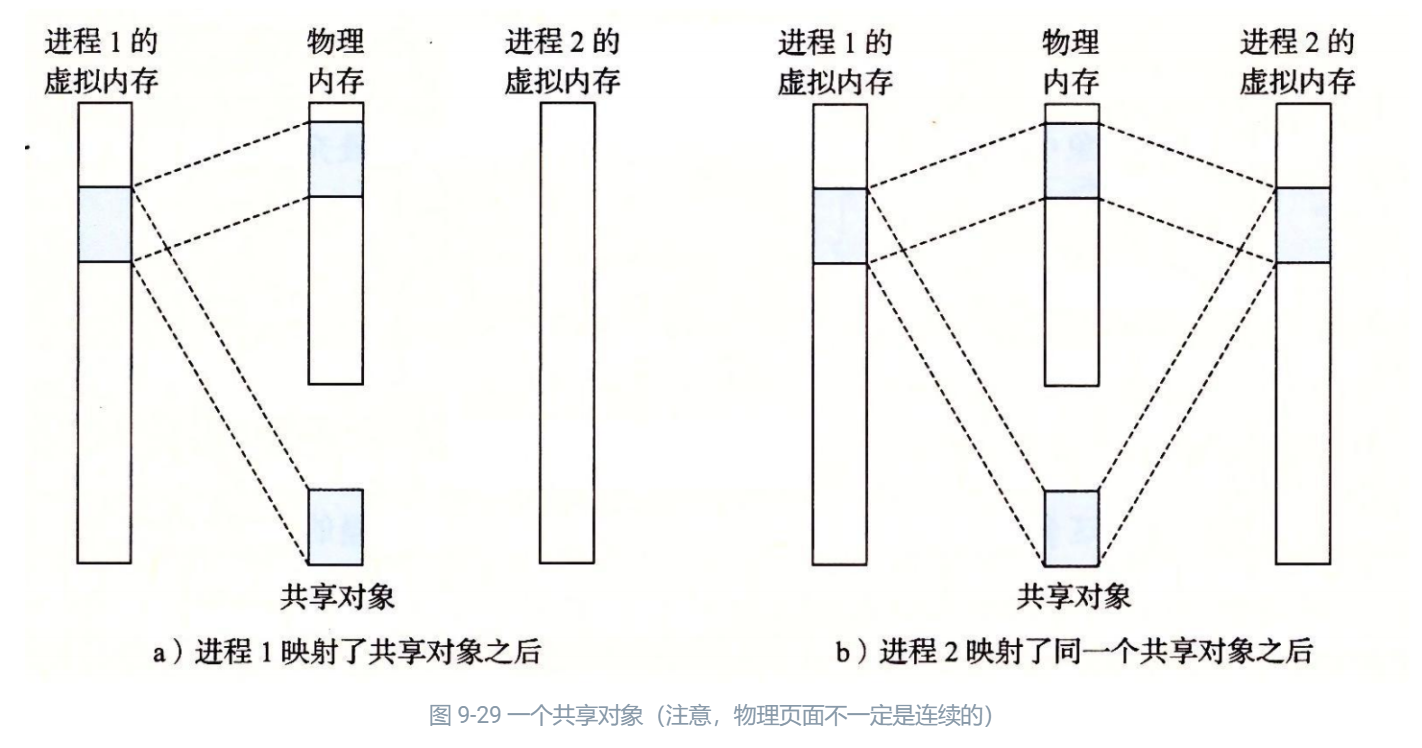 进程 1 的
虚拟内存
物理
内存
进程 2 的
虚拟内存
共享对象
a）进程 1 映射了共享对象之后
进程 1 的
虚拟内存
物理
内存
进程 2 的
虚拟内存
共享对象
b）进程 2 映射了同一个共享对象之后
图 9-29 一个共享对象（注意，物理页面不一定是连续的）